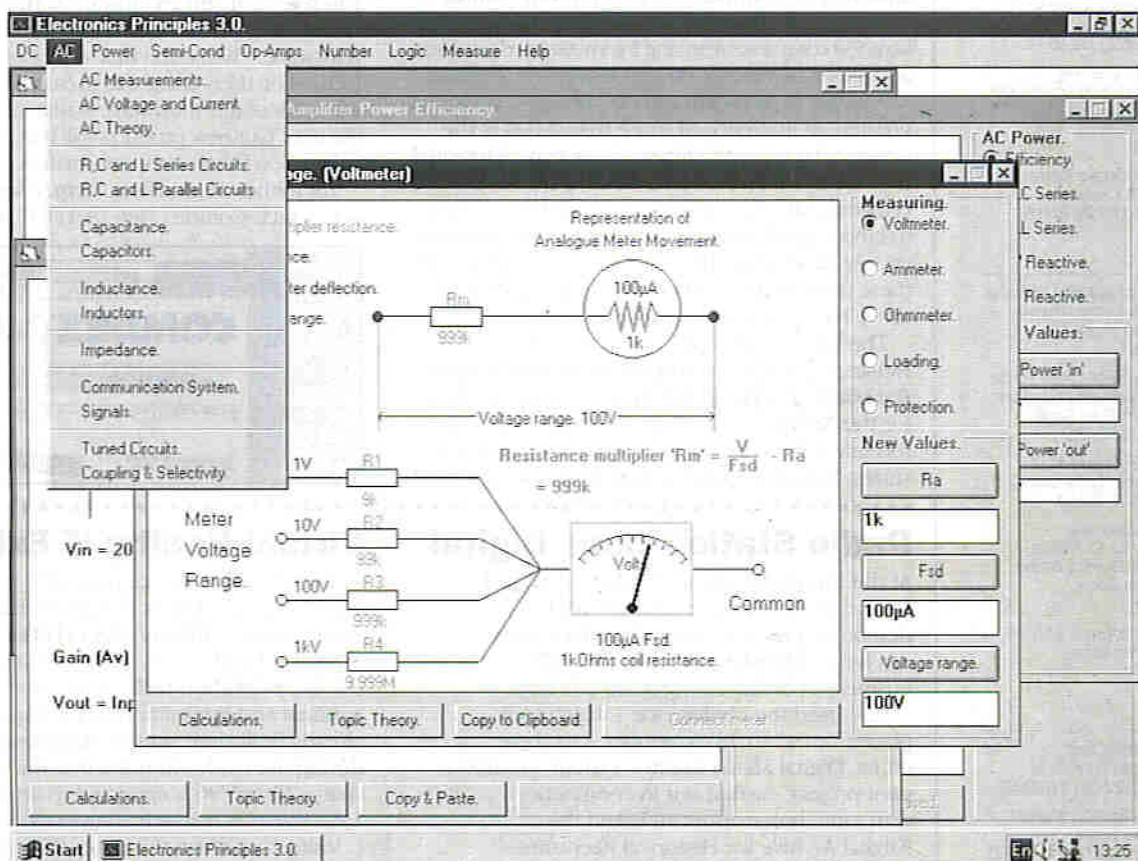 Electronics Principles 3.0.
DC AC Power Semi-Cond Op-Amps Number Logic Measure Help
AC Measurements.
AC Voltage and Current.
AC Theory.
R,C and L Series Circuits.
R,C and L Parallel Circuits.
Capacitance.
Capacitors.
Inductance.
Inductors.
Impedance.
Communication System.
Signals.
Tuned Circuits.
Coupling & Selectivity.
Amplifier Power Efficiency.
AC Power.
Efficiency
C Series.
L Series.
Reactive.
Reactive.
Values:
Power 'in'
Power 'out'
(Voltmeter)
resistance.
deflection.
Representation of
Analogue Meter Movement.
Rm
999k
100µA
1k
Voltage range. 100V
Resistance multiplier 'Rm' = V/Fsd - Ra
= 999k
Meter
Voltage
Range.
1V
R1
9k
10V
R2
99k
100V
R3
999k
1kV
R4
9.999M
Volts
Common
100µA Fsd.
1kOhms coil resistance.
Measuring.
Voltmeter.
Ammeter.
Ohmmeter.
Loading.
Protection.
New Values.
Ra
1k
Fsd
100µA
Voltage range.
100V
Calculations. Topic Theory. Copy to Clipboard.
Vin = 20
Gain (Av)
Vout = Inp
Calculations. Topic Theory. Copy & Paste.
Start Electronics Principles 3.0. En 13:25